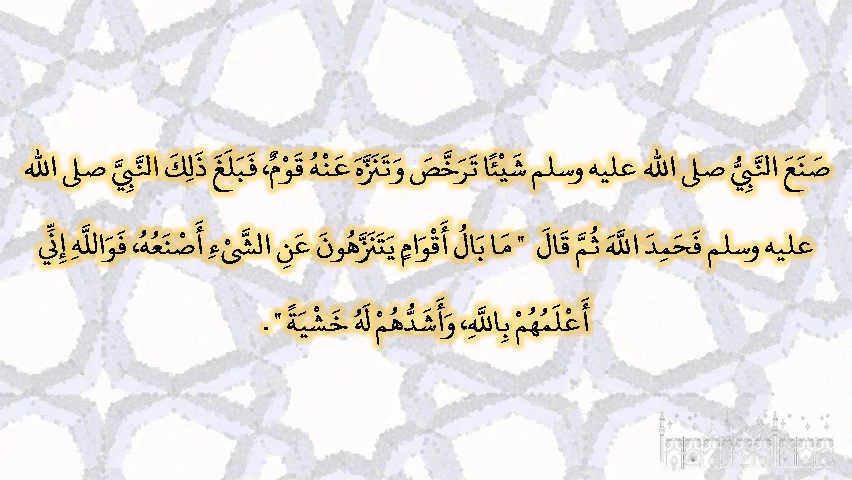 صَنَعَ النَّبِيُّ صلى الله عليه وسلم شَيْئًا تَرَخَّصَ وَتَنَزَّهَ عَنْهُ قَوْمٌ، فَبَلَغَ ذَلِكَ النَّبِيَّ صلى الله
عليه وسلم فَحَمِدَ اللَّهَ ثُمَّ قَالَ " مَا بَالُ أَقْوَامٍ يَتَنَزَّهُونَ عَنِ الشَّىْءِ أَصْنَعُهُ، فَوَاللَّهِ إِنِّي
أَعْلَمُهُمْ بِاللَّهِ، وَأَشَدُّهُمْ لَهُ خَشْيَةً ".